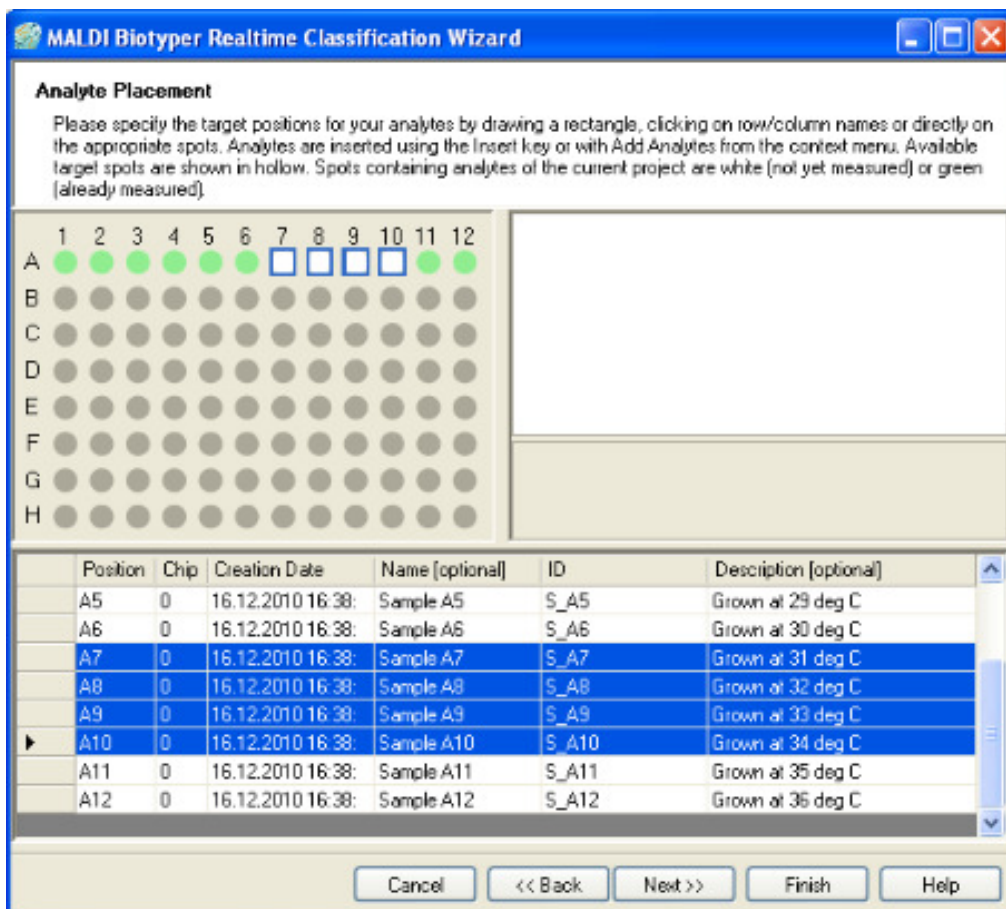 MALDI Biotyper Realtime Classification Wizard
Analyte Placement
Please specify the target positions for your analytes by drawing a rectangle, clicking on row/column names or directly on
the appropriate spots. Analytes are inserted using the Insert key or with Add Analytes from the context menu. Available
target spots are shown in hollow. Spots containing analytes of the current project are white (not yet measured) or green
(already measured).
1 2 3 4 5 6 7 8 9 10 11 12
A
B
C
D
E
F
G
H
Position Chip Creation Date Name [optional] ID Description [optional]
A5 0 16.12.2010 16:38: Sample A5 S_A5 Grown at 29 deg C
A6 0 16.12.2010 16:38: Sample A6 S_A6 Grown at 30 deg C
A7 0 16.12.2010 16:38: Sample A7 S_A7 Grown at 31 deg C
A8 0 16.12.2010 16:38: Sample A8 S_A8 Grown at 32 deg C
A9 0 16.12.2010 16:38: Sample A9 S_A9 Grown at 33 deg C
A10 0 16.12.2010 16:38: Sample A10 S_A10 Grown at 34 deg C
A11 0 16.12.2010 16:38: Sample A11 S_A11 Grown at 35 deg C
A12 0 16.12.2010 16:38: Sample A12 S_A12 Grown at 36 deg C
Cancel << Back Next >> Finish Help